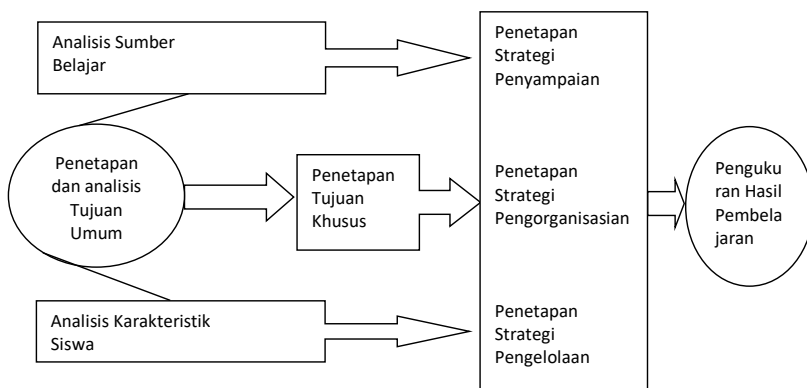 Analisis Sumber
Belajar
Penetapan
Strategi
Penyampaian
Penetapan
dan analisis
Tujuan
Umum
Penetapan
Tujuan
Khusus
Penetapan
Strategi
Pengorganisasian
Penguku
ran Hasil
Pembela
jaran
Analisis Karakteristik
Siswa
Penetapan
Strategi
Pengelolaan